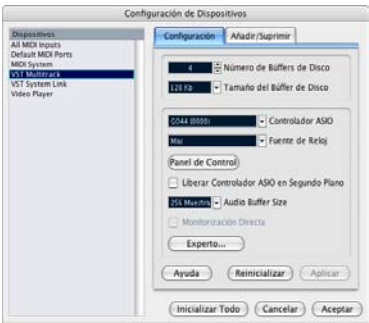 Configuración de Dispositivos
Dispositivos
All MIDI Inputs
Default MIDI Ports
MIDI System
VST Multitrack
VST System Link
Video Player
Configuración Añadir/Suprimir
4 Número de Búffers de Disco
128 Kb Tamaño del Búffer de Disco
GO44 (0000) Controlador ASIO
Mac Fuente de Reloj
Panel de Control
Liberar Controlador ASIO en Segundo Plano
256 Muestra Audio Buffer Size
Monitorización Directa
Experto...
Ayuda Reinicializar Aplicar
Inicializar Todo Cancelar Aceptar